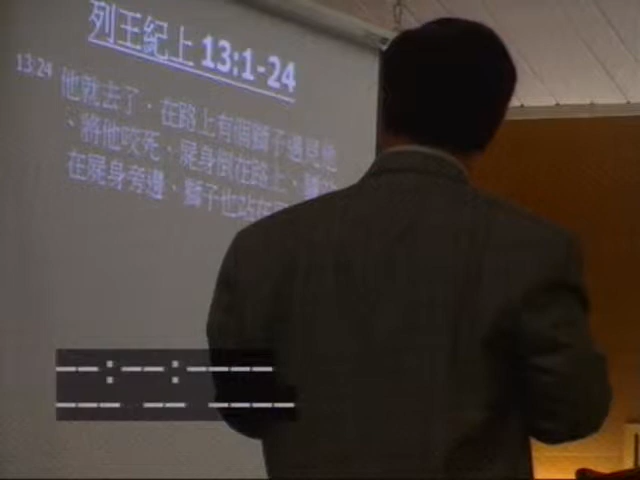 列王紀上 13:1-24
13:24 他就去了．在路上有個獅子遇見他
、將他咬死、屍身倒在路上、
在屍身旁邊、獅子也站在
--:--:----
--- -- ----